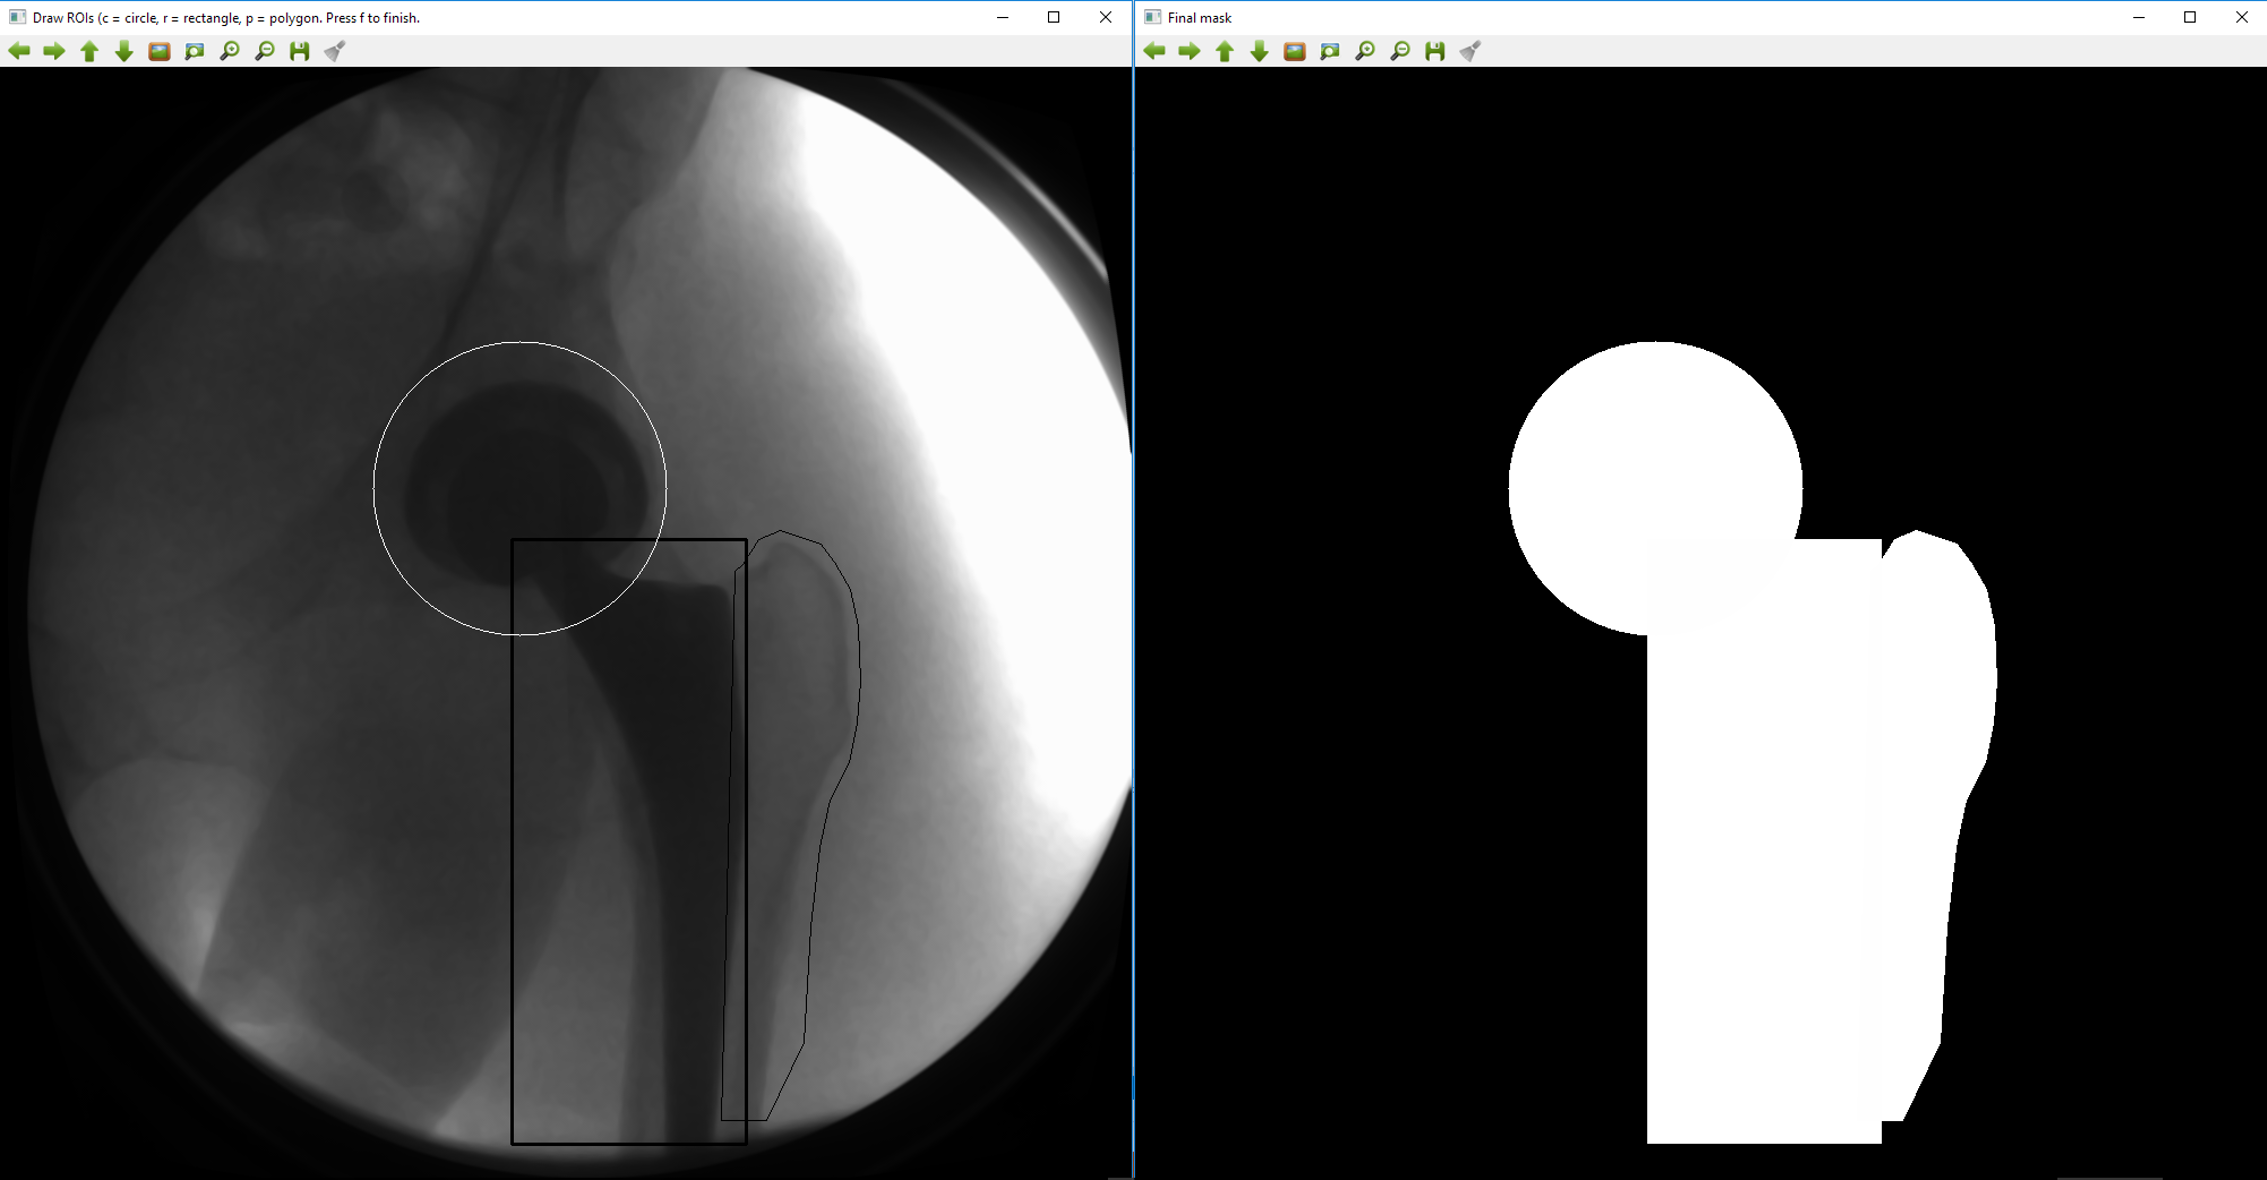 Draw ROIs (c = circle, r = rectangle, p = polygon. Press f to finish.
Final mask